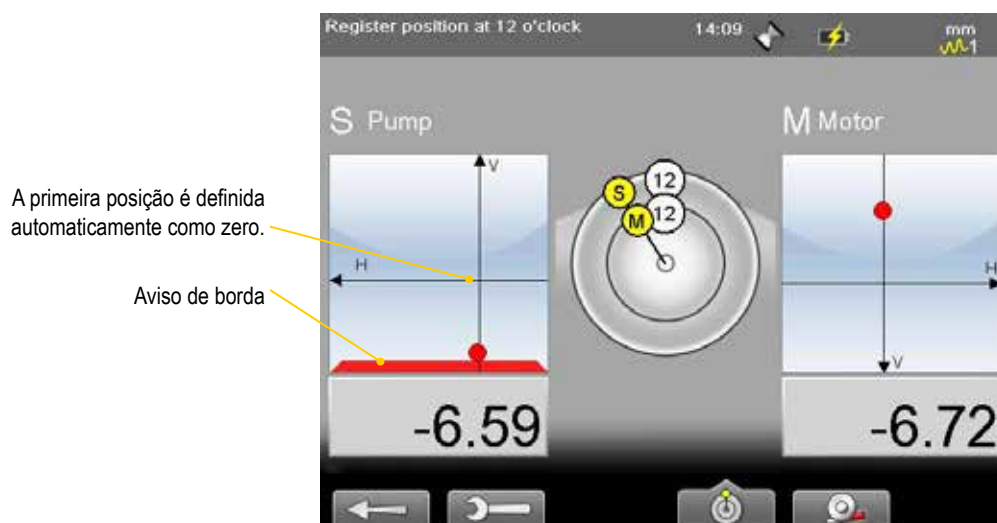 Register position at 12 o'clock
14:09
mm
1
S Pump
M Motor
A primeira posição é definida
automaticamente como zero.
Aviso de borda
V
H
S
12
M
12
H
V
-6.59
-6.72